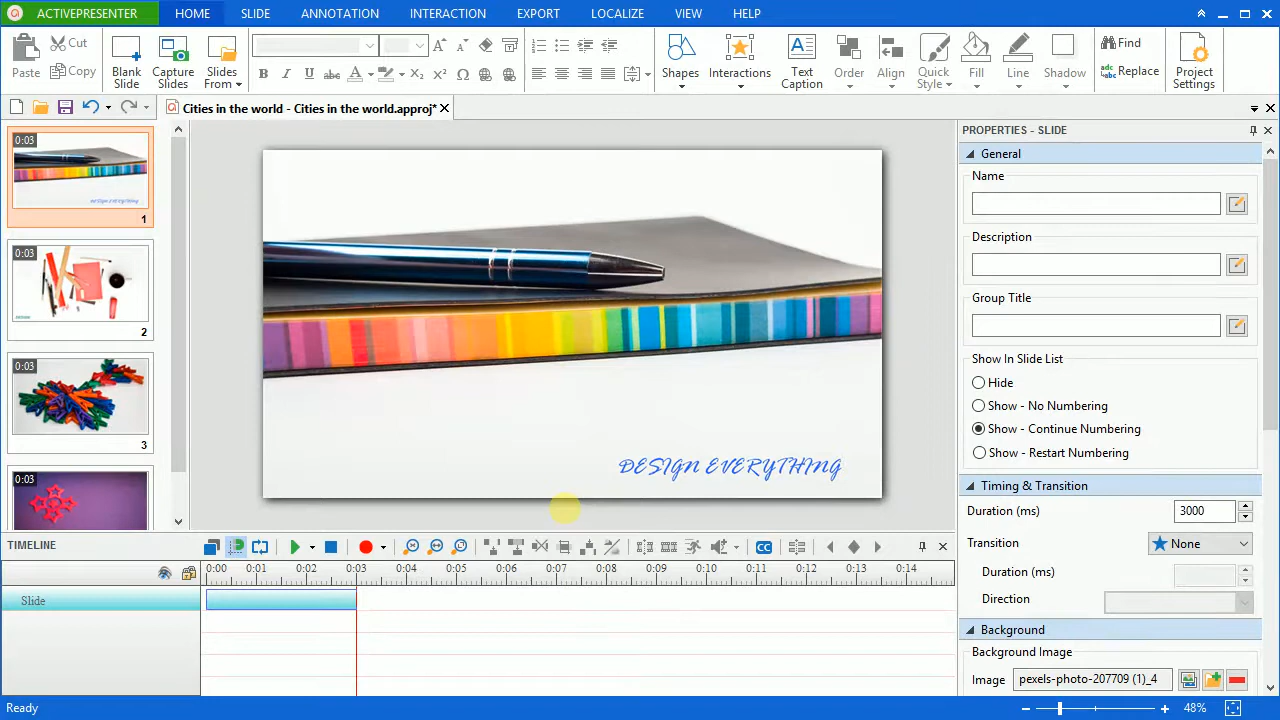 ACTIVEPRESENTER HOME SLIDE ANNOTATION INTERACTION EXPORT LOCALIZE VIEW HELP
Paste Cut Copy
Blank Slide
Capture Slides
Slides From
Shapes
Interactions
Text Caption
Order
Align
Quick Style
Fill
Line
Shadow
Find
Replace
Project Settings
Cities in the world - Cities in the world.approj*
0:03
1
0:03
2
0:03
3
0:03
DESIGN EVERYTHING
PROPERTIES - SLIDE
General
Name
Description
Group Title
Show In Slide List
Hide
Show - No Numbering
Show - Continue Numbering
Show - Restart Numbering
Timing & Transition
Duration (ms) 3000
Transition None
Duration (ms)
Direction
Background
Background Image
Image pexels-photo-207709 (1)_4
TIMELINE
CC
0:00 0:01 0:02 0:03 0:04 0:05 0:06 0:07 0:08 0:09 0:10 0:11 0:12 0:13 0:14
Slide
Ready 48%